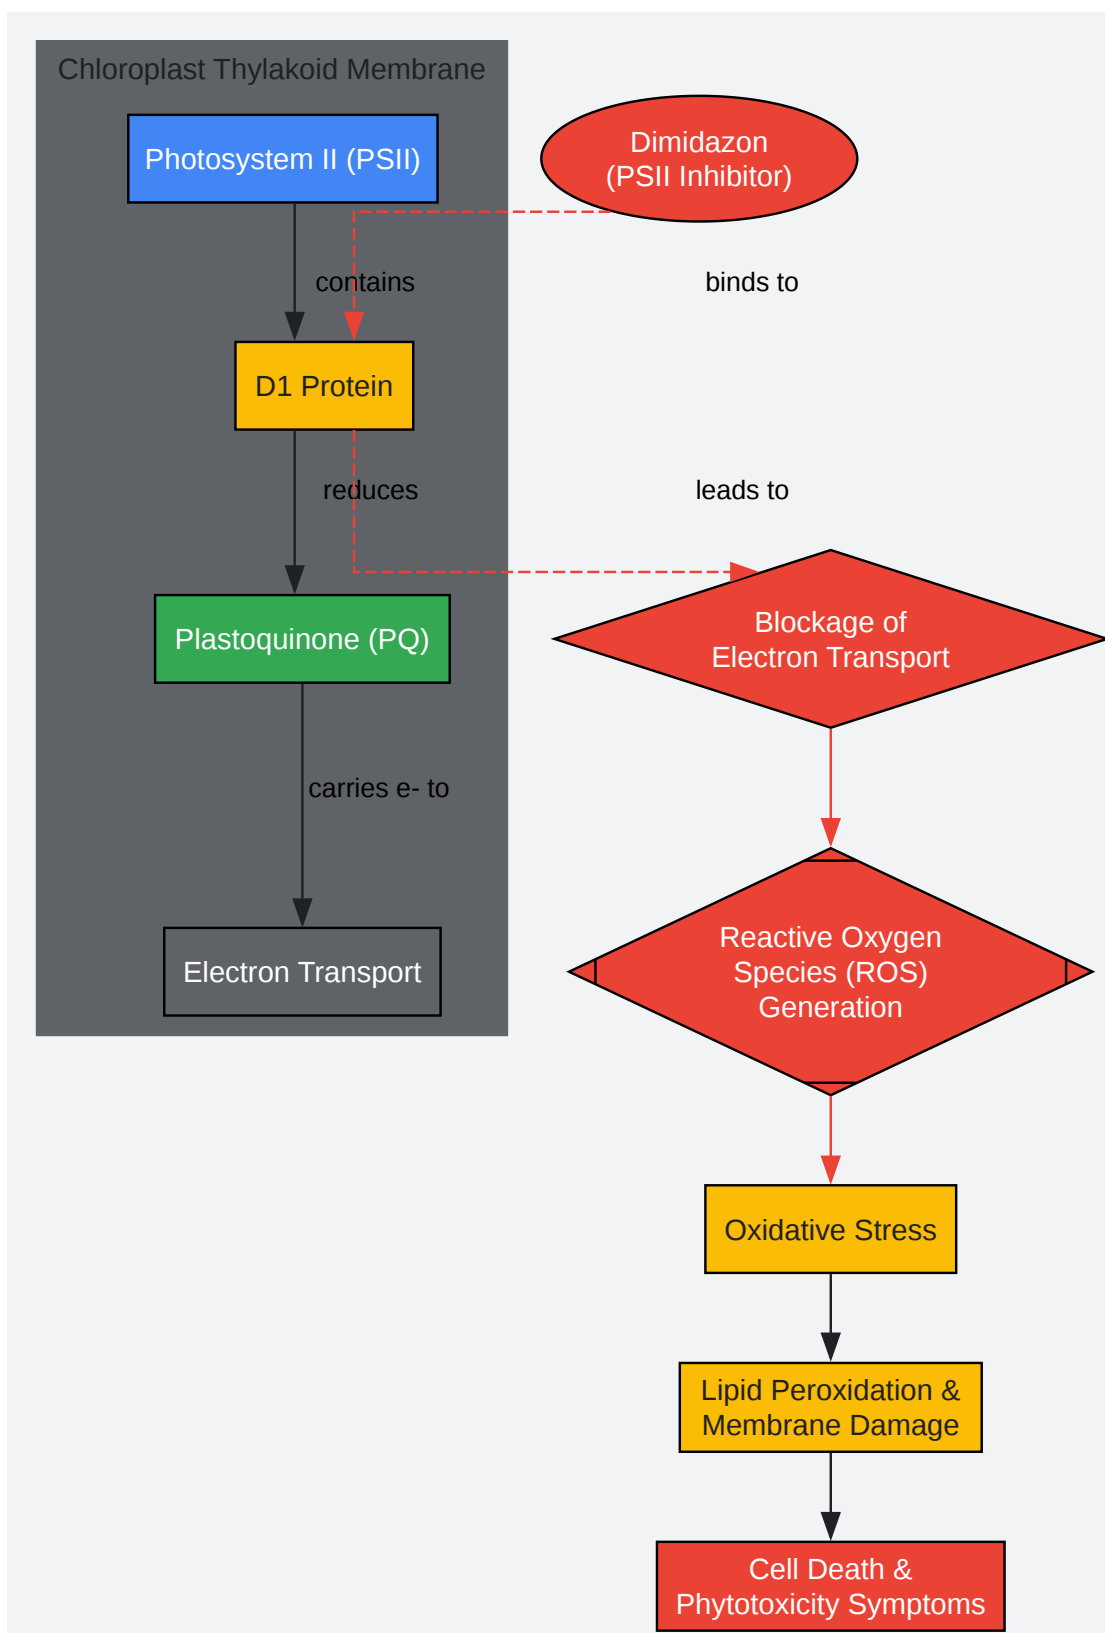 Chloroplast Thylakoid Membrane
Photosystem II (PSII)
Dimidazon
(PSII Inhibitor)
contains
binds to
D1 Protein
reduces
leads to
Plastoquinone (PQ)
Blockage of
Electron Transport
carries e- to
Electron Transport
Reactive Oxygen
Species (ROS)
Generation
Oxidative Stress
Lipid Peroxidation &
Membrane Damage
Cell Death &
Phytotoxicity Symptoms